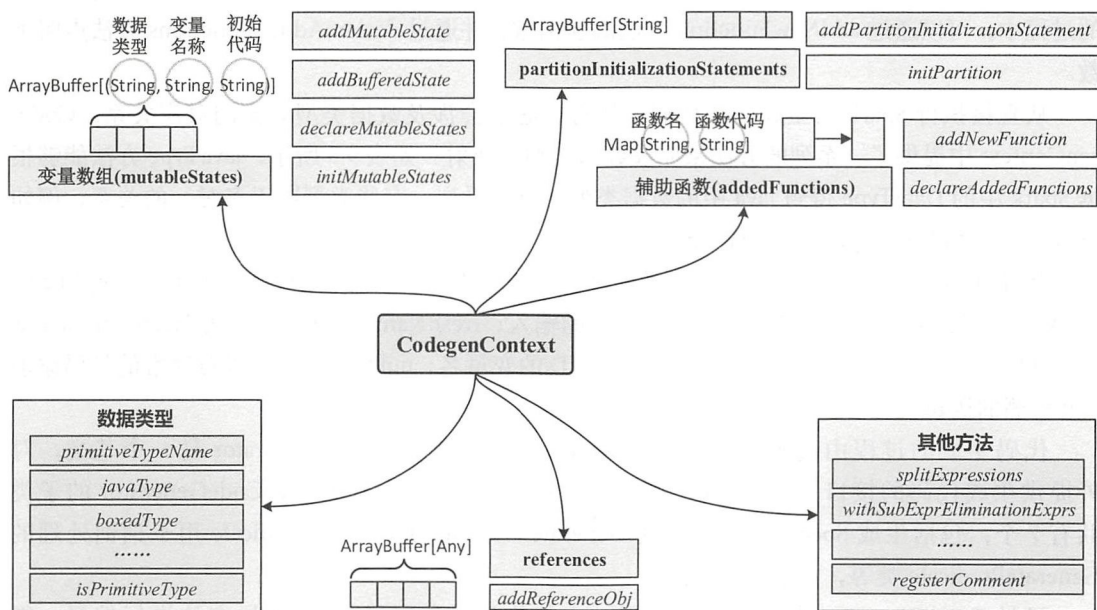 数据类型 变量名称 初始代码
ArrayBuffer[(String, String, String)]
变量数组(mutableStates)
addMutableState
addBufferedState
declareMutableStates
initMutableStates
ArrayBuffer[String]
partitionInitializationStatements
addPartitionInitializationStatement
initPartition
函数名 函数代码
Map[String, String]
辅助函数(addedFunctions)
addNewFunction
declareAddedFunctions
CodegenContext
数据类型
primitiveTypeName
javaType
boxedType
……
isPrimitiveType
ArrayBuffer[Any]
references
addReferenceObj
其他方法
splitExpressions
withSubExprEliminationExprs
……
registerComment